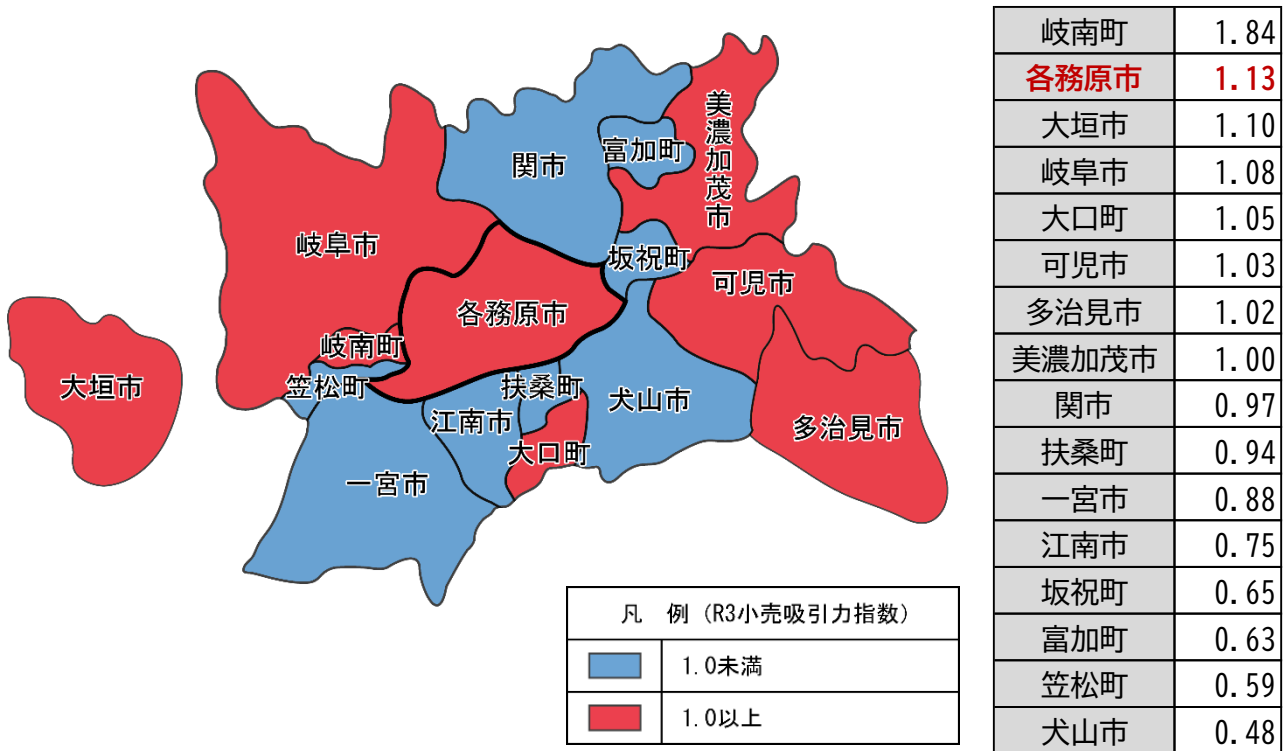 美濃加茂市
関市
富加町
岐阜市
坂祝町
可児市
各務原市
岐南町
大垣市
笠松町
扶桑町
犬山市
江南市
多治見市
大口町
一宮市
凡 例 (R3小売吸引力指数)
1.0未満
1.0以上
岐南町 1.84
各務原市 1.13
大垣市 1.10
岐阜市 1.08
大口町 1.05
可児市 1.03
多治見市 1.02
美濃加茂市 1.00
関市 0.97
扶桑町 0.94
一宮市 0.88
江南市 0.75
坂祝町 0.65
富加町 0.63
笠松町 0.59
犬山市 0.48